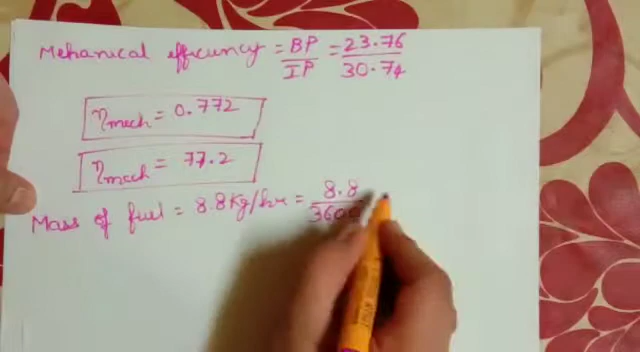 Mehanical efficiency = BP/IP = 23.76/30.74
ηmech = 0.772
ηmech = 77.2
Mass of fuel = 8.8 Kg/hr = 8.8/3600